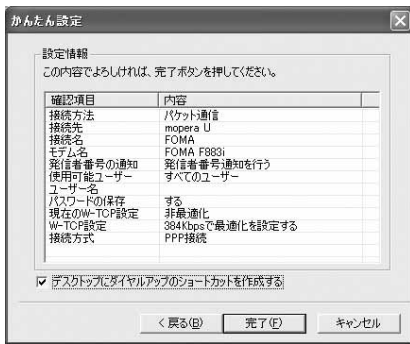 かんたん設定
設定情報
この内容でよろしければ、完了ボタンを押してください。
確認項目 内容
接続方法 パケット通信
接続先 mopera U
接続名 FOMA
モデム名 FOMA F883i
発信者番号の通知 発信者番号通知を行う
使用可能ユーザー すべてのユーザー
ユーザー名
パスワードの保存 する
現在のW-TCP設定 非最適化
W-TCP設定 384Kbpsで最適化を設定する
接続方式 PPP接続
デスクトップにダイヤルアップのショートカットを作成する
< 戻る(B) 完了(F) キャンセル